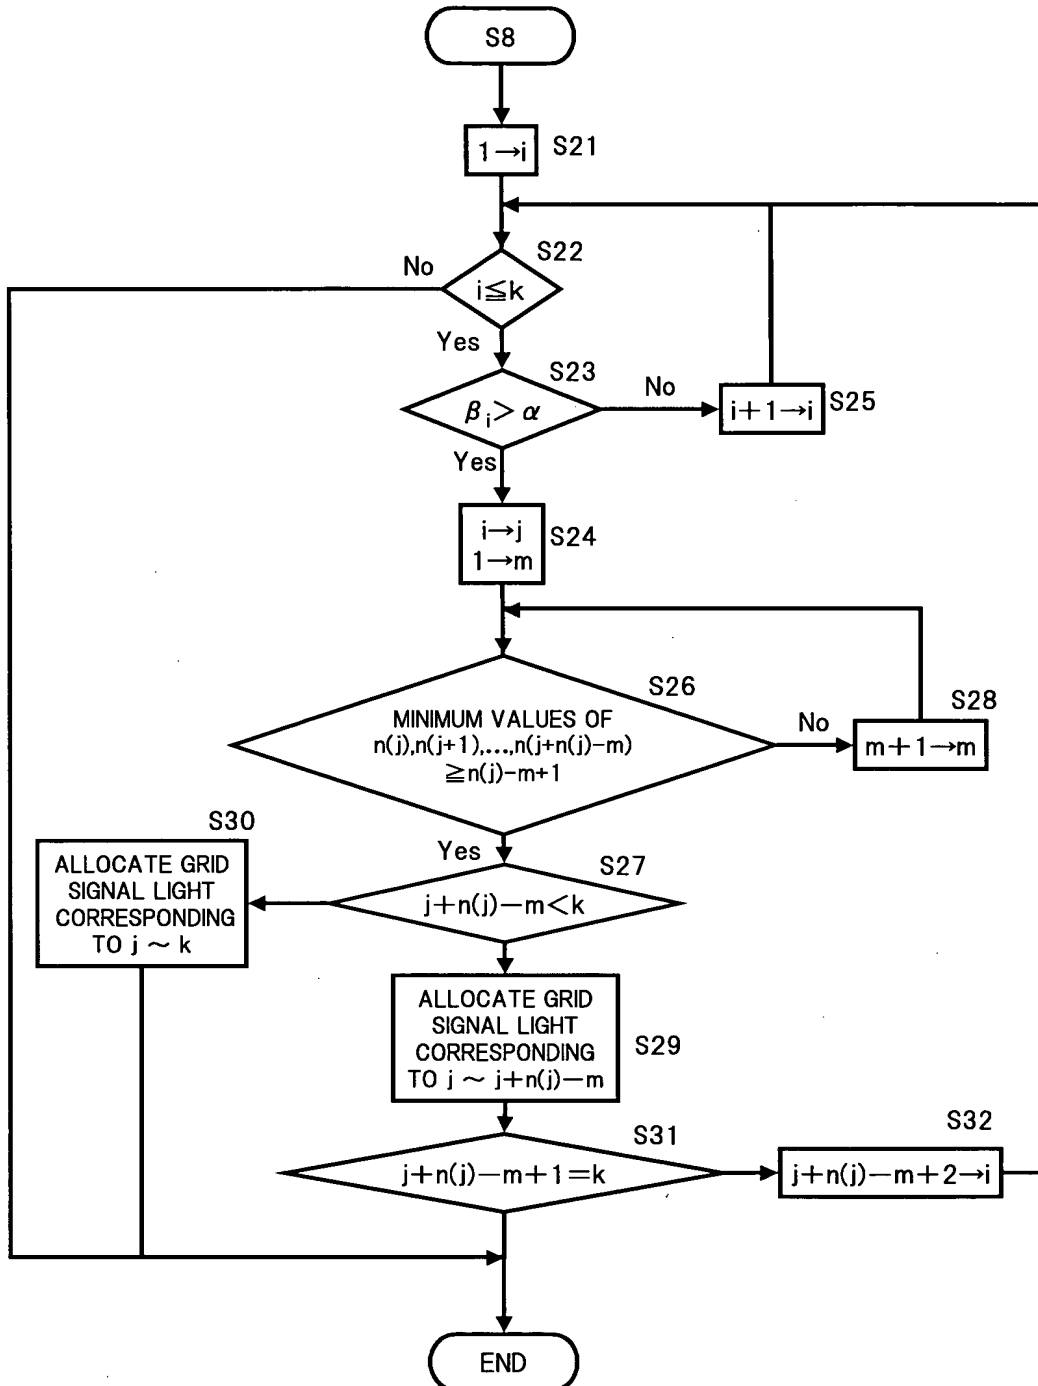 S8
1→i
S21
S22
No
i≦k
Yes
S23
No
βi＞α
i＋1→i
S25
Yes
i→j
1→m
S24
S26
S28
MINIMUM VALUES OF
n(j),n(j+1),...,n(j+n(j)-m)
≧n(j)-m+1
No
m＋1→m
S30
Yes
S27
ALLOCATE GRID
SIGNAL LIGHT
CORRESPONDING
TO j ～ k
j＋n(j)－m＜k
ALLOCATE GRID
SIGNAL LIGHT
CORRESPONDING
TO j ～ j＋n(j)－m
S29
S31
S32
j＋n(j)－m＋1＝k
j＋n(j)－m＋2→i
END